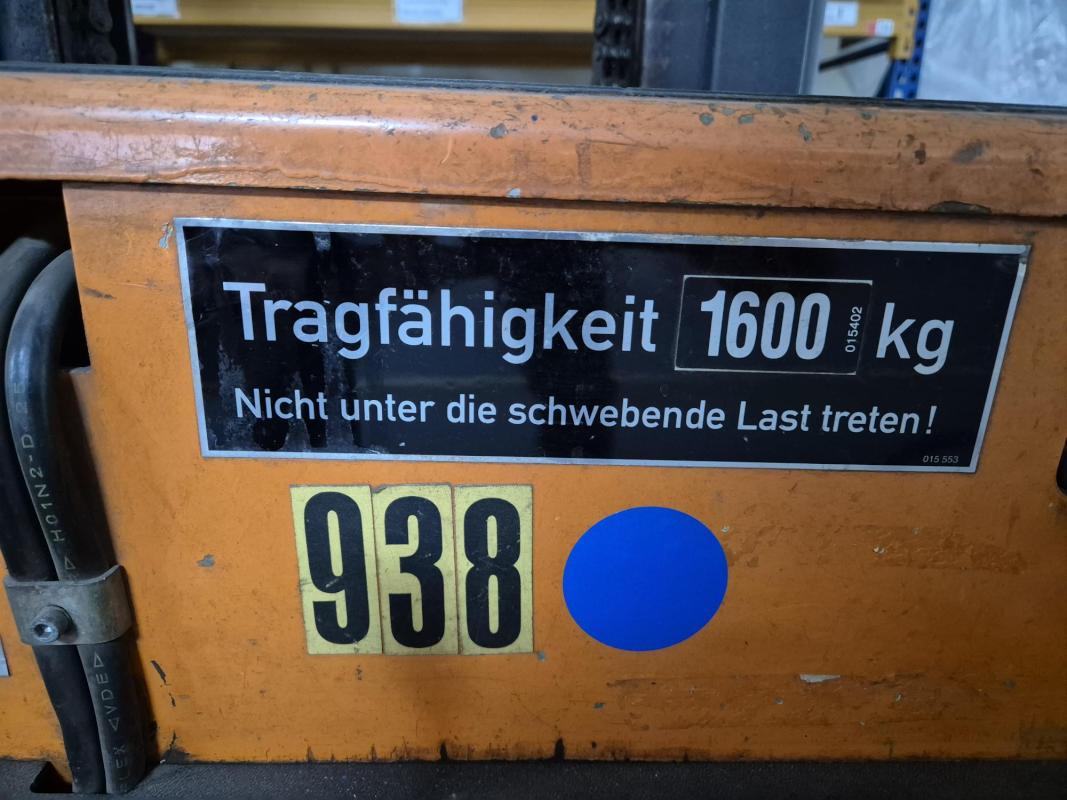 Tragfähigkeit 1600 015402 kg
Nicht unter die schwebende Last treten!
015 553
938
H01N2-D
◁VDE▷